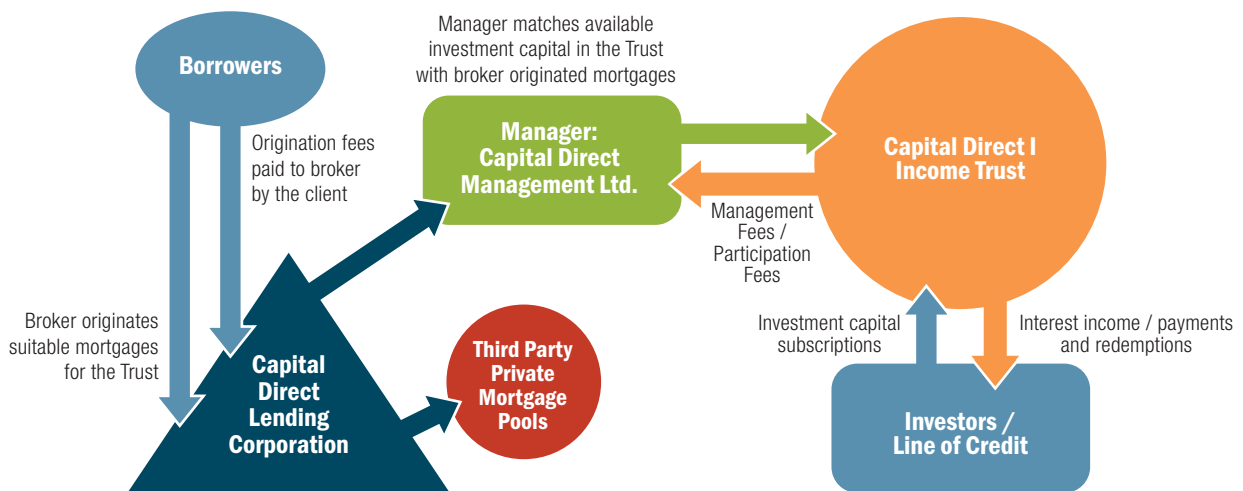 Borrowers
Manager matches available
investment capital in the Trust
with broker originated mortgages
Origination fees
paid to broker
by the client
Manager:
Capital Direct
Management Ltd.
Capital Direct I
Income Trust
Management
Fees /
Participation
Fees
Broker originates
suitable mortgages
for the Trust
Capital
Direct
Lending
Corporation
Third Party
Private
Mortgage
Pools
Investment capital
subscriptions
Interest income / payments
and redemptions
Investors /
Line of Credit